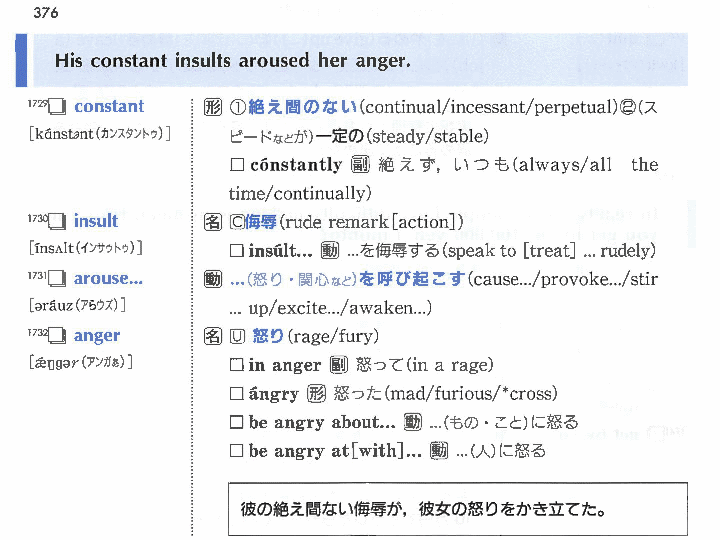 376
His constant insults aroused her anger.
1729 constant 形 ①絶え間のない(continual/incessant/perpetual)②(ス
[kánstənt(カンスタントゥ)] ピードなどが)一定の(steady/stable)
□ cónstantly 副 絶えず, いつも(always/all the
time/continually)
1730 insult 名 C侮辱(rude remark[action])
[ínsʌlt(インサゥトゥ)] □ insúlt... 動 ...を侮辱する(speak to [treat] ... rudely)
1731 arouse... 動 ...(怒り・関心など)を呼び起こす(cause.../provoke.../stir
[əráuz(アらウズ)] ... up/excite.../awaken...)
1732 anger 名 U 怒り(rage/fury)
[ǽŋgər(アンガぁ)] □ in anger 副 怒って(in a rage)
□ ángry 形 怒った(mad/furious/*cross)
□ be angry about... 動 ...(もの・こと)に怒る
□ be angry at[with]... 動 ...(人)に怒る
彼の絶え間ない侮辱が，彼女の怒りをかき立てた。